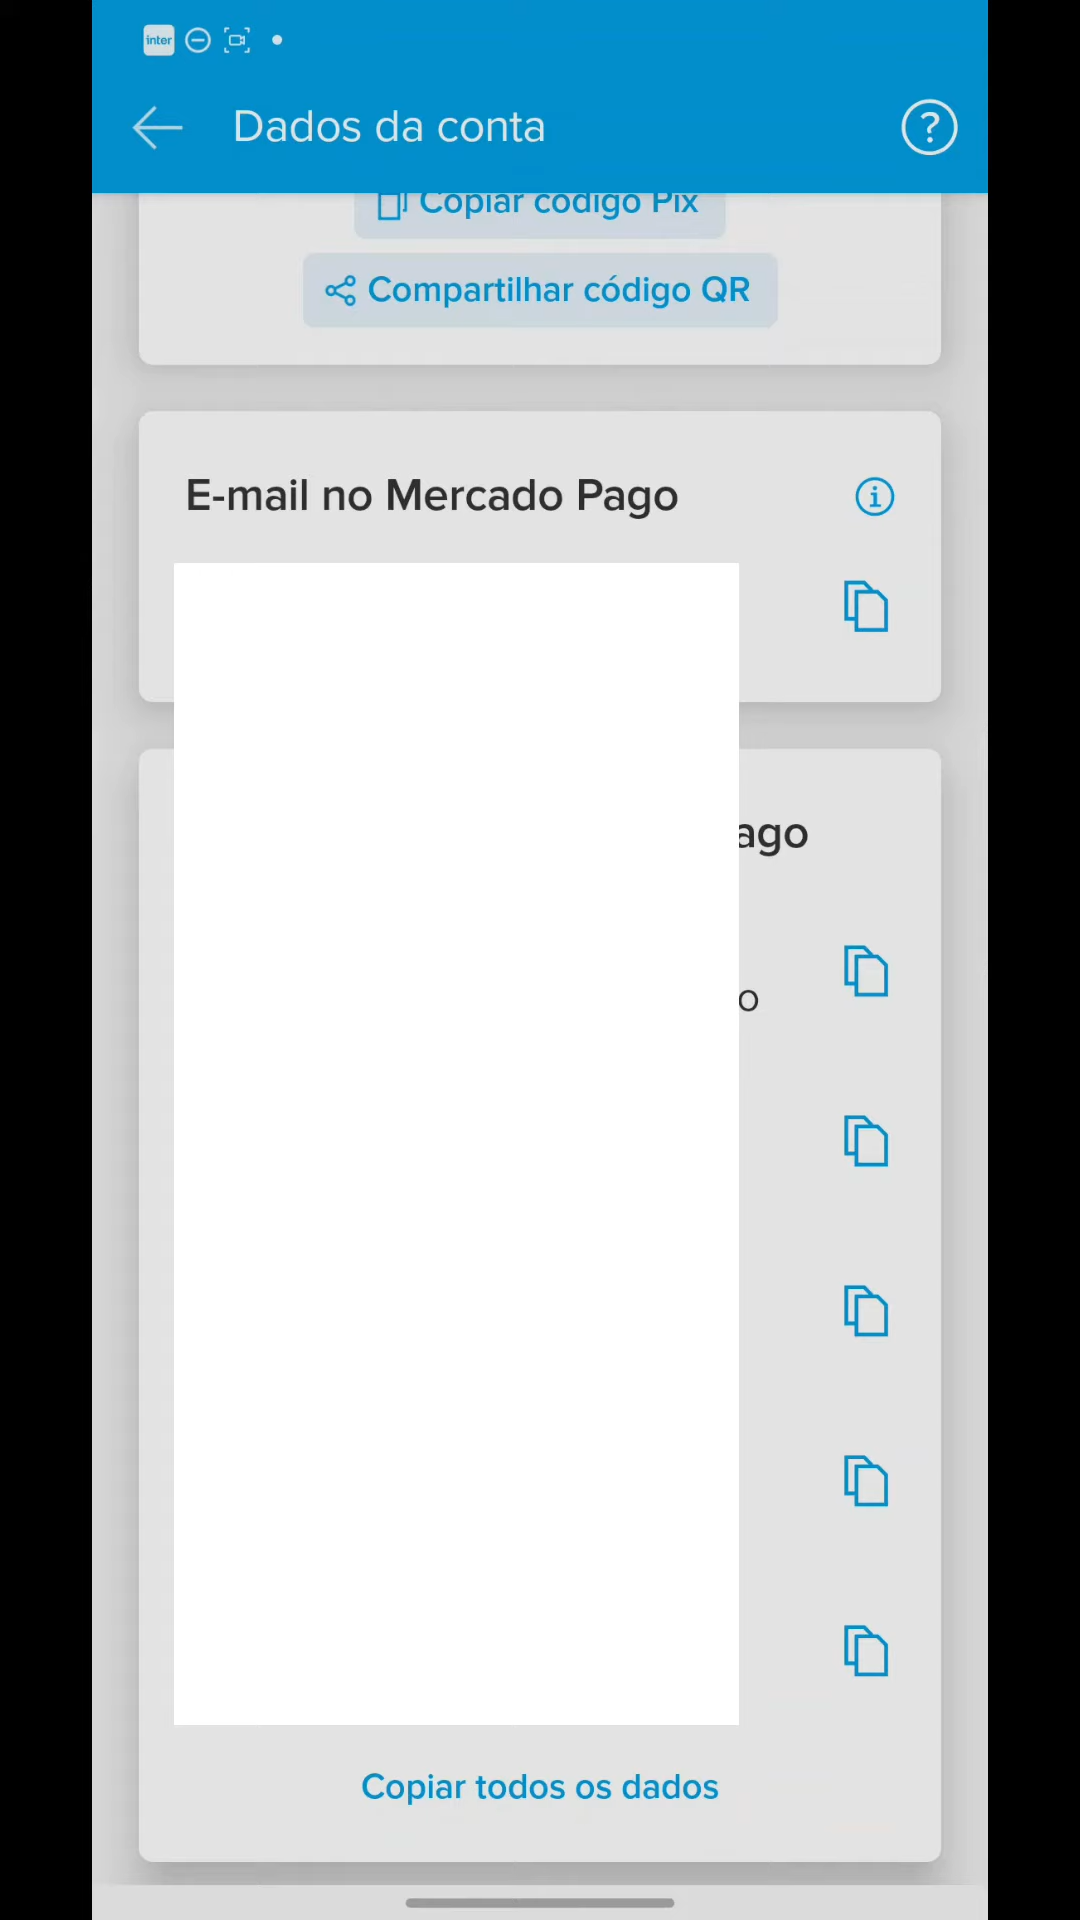 inter
Dados da conta
?
Copiar código Pix
Compartilhar código QR
E-mail no Mercado Pago
i
ago
o
Copiar todos os dados